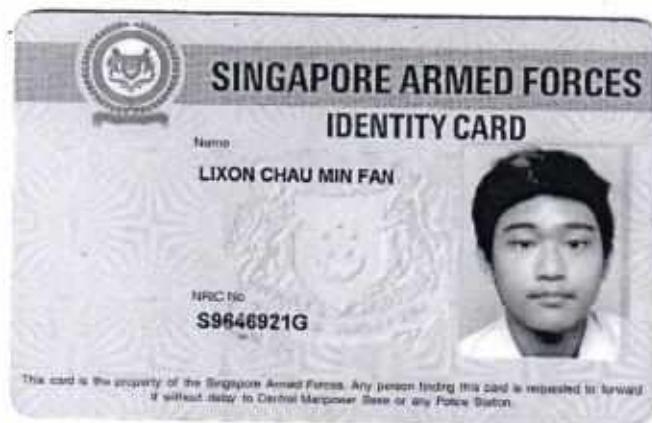 SINGAPORE ARMED FORCES
IDENTITY CARD
Name
LIXON CHAU MIN FAN
NRIC No
S9646921G
This card is the property of the Singapore Armed Forces. Any person finding this card is requested to forward
it without delay to Central Manpower Base or any Police Station.